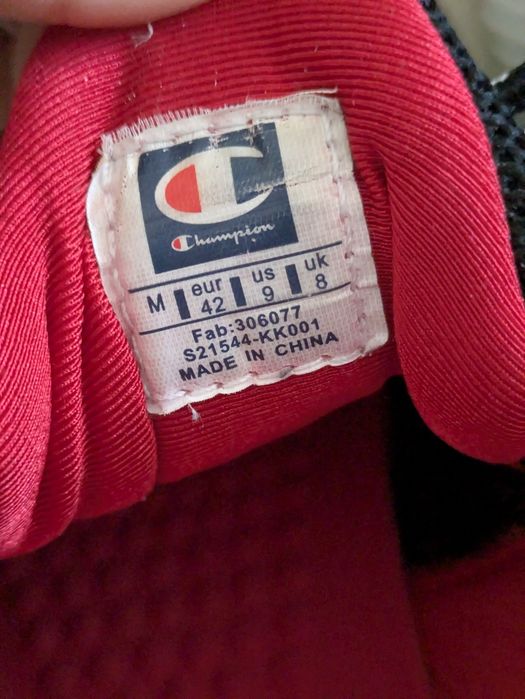 Champion
M eur us uk
42 9 8
Fab:306077
S21544-KK001
MADE IN CHINA